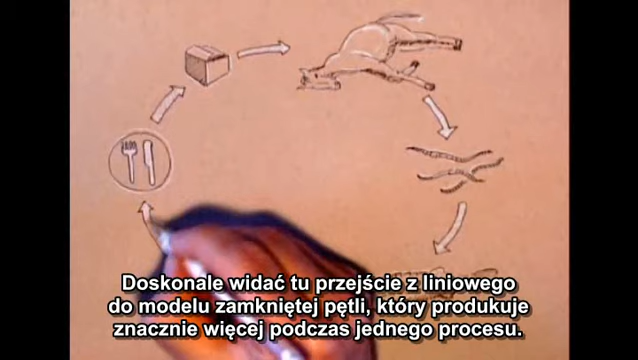 Doskonale widać tu przejście z liniowego
do modelu zamkniętej pętli, który produkuje
znacznie więcej podczas jednego procesu.